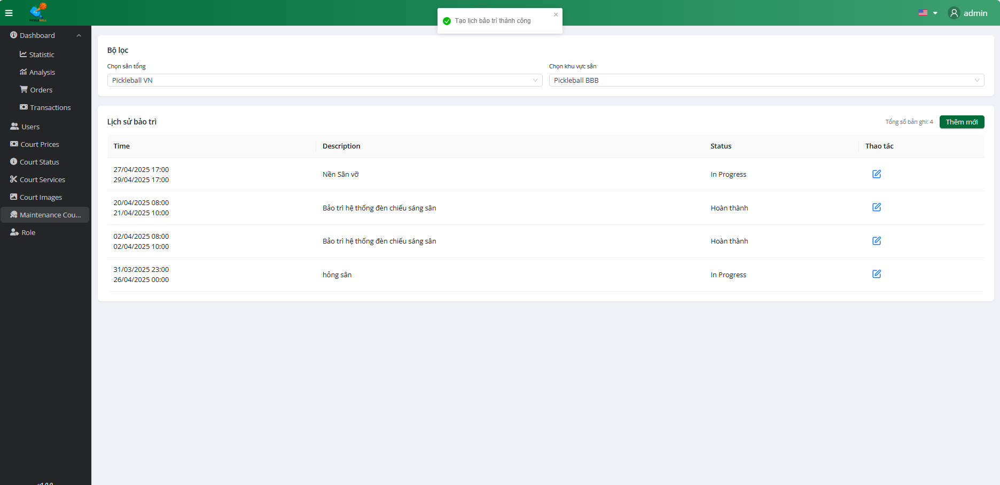 PICKLEBALL
Tạo lịch bảo trì thành công
admin
Dashboard
Statistic
Analysis
Orders
Transactions
Users
Court Prices
Court Status
Court Services
Court Images
Maintenance Cou...
Role
v1.0.0
Bộ lọc
Chọn sân tổng
Chọn khu vực sân
Pickleball VN
Pickleball BBB
Lịch sử bảo trì
Tổng số bản ghi: 4
Thêm mới
Time Description Status Thao tác
27/04/2025 17:00
29/04/2025 17:00
Nền Sân vỡ
In Progress
20/04/2025 08:00
21/04/2025 10:00
Bảo trì hệ thống đèn chiếu sáng sân
Hoàn thành
02/04/2025 08:00
02/04/2025 10:00
Bảo trì hệ thống đèn chiếu sáng sân
Hoàn thành
31/03/2025 23:00
26/04/2025 00:00
hỏng sân
In Progress